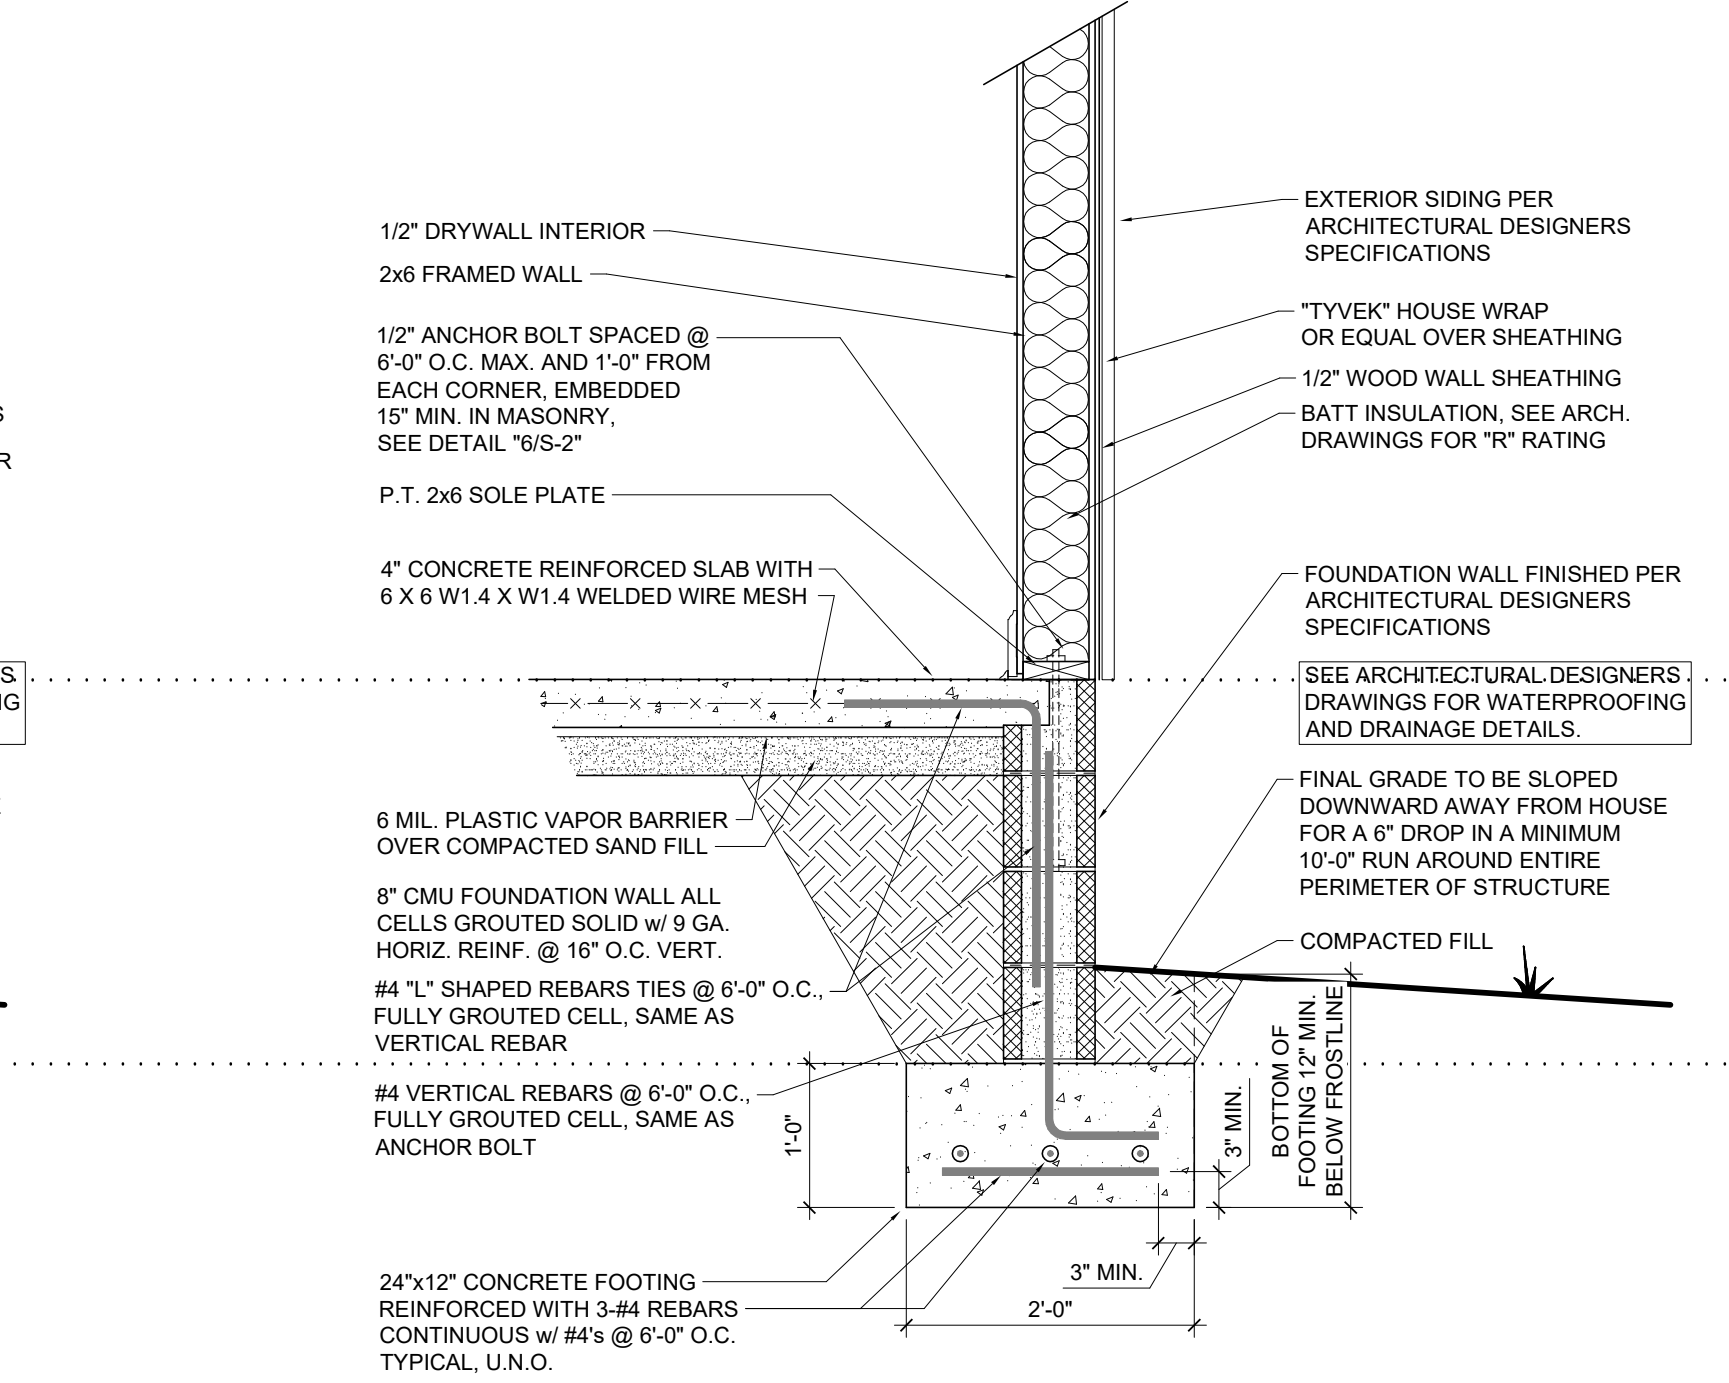 1/2" DRYWALL INTERIOR
2x6 FRAMED WALL
1/2" ANCHOR BOLT SPACED @
6'-0" O.C. MAX. AND 1'-0" FROM
EACH CORNER, EMBEDDED
15" MIN. IN MASONRY,
SEE DETAIL "6/S-2"
P.T. 2x6 SOLE PLATE
4" CONCRETE REINFORCED SLAB WITH
6 X 6 W1.4 X W1.4 WELDED WIRE MESH
6 MIL. PLASTIC VAPOR BARRIER
OVER COMPACTED SAND FILL
8" CMU FOUNDATION WALL ALL
CELLS GROUTED SOLID w/ 9 GA.
HORIZ. REINF. @ 16" O.C. VERT.
#4 "L" SHAPED REBARS TIES @ 6'-0" O.C.,
FULLY GROUTED CELL, SAME AS
VERTICAL REBAR
#4 VERTICAL REBARS @ 6'-0" O.C.,
FULLY GROUTED CELL, SAME AS
ANCHOR BOLT
24"x12" CONCRETE FOOTING
REINFORCED WITH 3-#4 REBARS
CONTINUOUS w/ #4's @ 6'-0" O.C.
TYPICAL, U.N.O.
EXTERIOR SIDING PER
ARCHITECTURAL DESIGNERS
SPECIFICATIONS
"TYVEK" HOUSE WRAP
OR EQUAL OVER SHEATHING
1/2" WOOD WALL SHEATHING
BATT INSULATION, SEE ARCH.
DRAWINGS FOR "R" RATING
FOUNDATION WALL FINISHED PER
ARCHITECTURAL DESIGNERS
SPECIFICATIONS
SEE ARCHITECTURAL DESIGNERS
DRAWINGS FOR WATERPROOFING
AND DRAINAGE DETAILS.
FINAL GRADE TO BE SLOPED
DOWNWARD AWAY FROM HOUSE
FOR A 6" DROP IN A MINIMUM
10'-0" RUN AROUND ENTIRE
PERIMETER OF STRUCTURE
COMPACTED FILL
1'-0"
3" MIN.
BOTTOM OF
FOOTING 12" MIN.
BELOW FROSTLINE
3" MIN.
2'-0"
S
R
S
NG